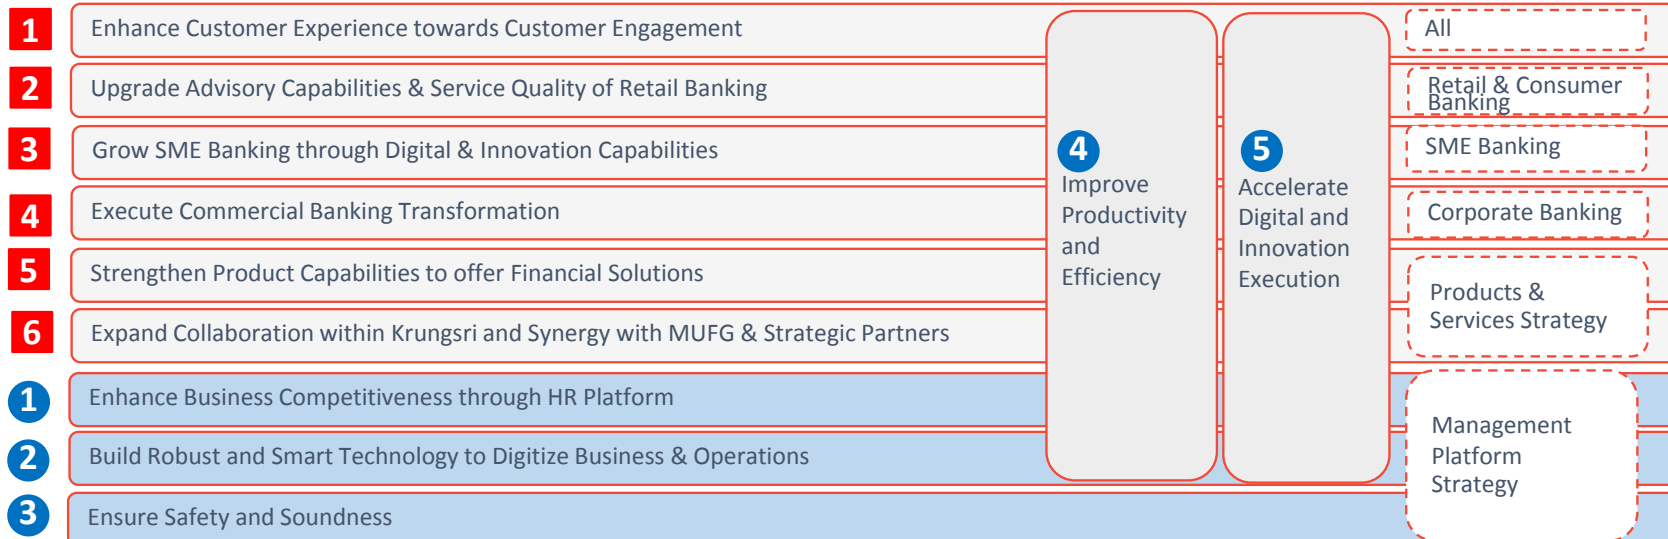 1 Enhance Customer Experience towards Customer Engagement
All
2 Upgrade Advisory Capabilities & Service Quality of Retail Banking
Retail & Consumer
Banking
3 Grow SME Banking through Digital & Innovation Capabilities
SME Banking
4 Execute Commercial Banking Transformation
Corporate Banking
5 Strengthen Product Capabilities to offer Financial Solutions
6 Expand Collaboration within Krungsri and Synergy with MUFG & Strategic Partners
Products &
Services Strategy
1 Enhance Business Competitiveness through HR Platform
2 Build Robust and Smart Technology to Digitize Business & Operations
3 Ensure Safety and Soundness
Management
Platform
Strategy
4
Improve
Productivity
and
Efficiency
5
Accelerate
Digital and
Innovation
Execution